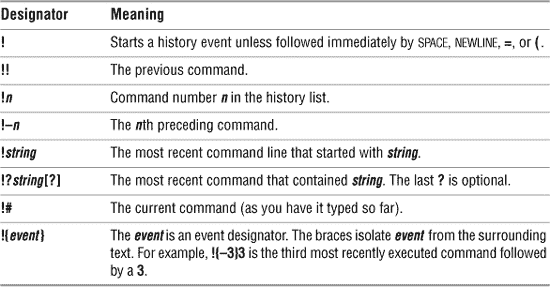 Designator Meaning
! Starts a history event unless followed immediately by SPACE, NEWLINE, =, or (.
!! The previous command.
!n Command number n in the history list.
!–n The nth preceding command.
!string The most recent command line that started with string.
!?string[?] The most recent command that contained string. The last ? is optional.
!# The current command (as you have it typed so far).
!{event} The event is an event designator. The braces isolate event from the surrounding
text. For example, !{–3}3 is the third most recently executed command followed
by a 3.